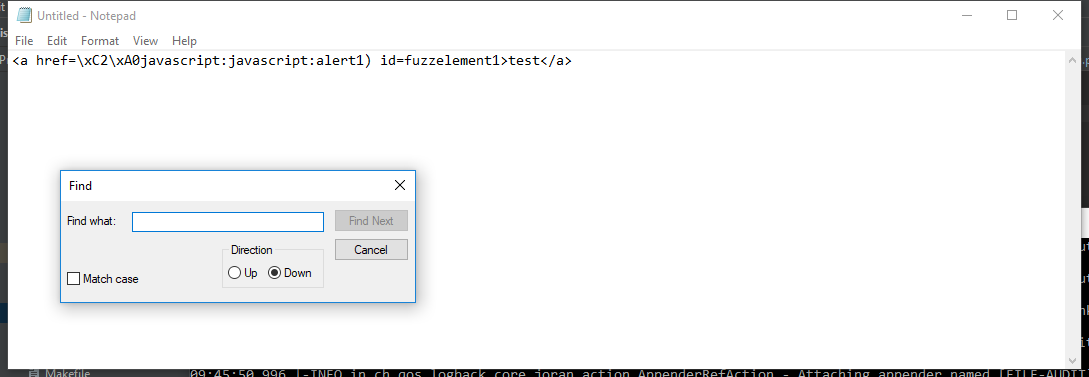 Untitled - Notepad
File Edit Format View Help
<a href=\xC2\xA0javascript:javascript:alert1) id=fuzzelement1>test</a>
Find
Find what:
Find Next
Cancel
Direction
Up Down
Match case
Makefile
09:45:50,996 |-INFO in ch.qos.logback.core.joran.action.AppenderRefAction - Attaching appender named [FILE-AUDIT